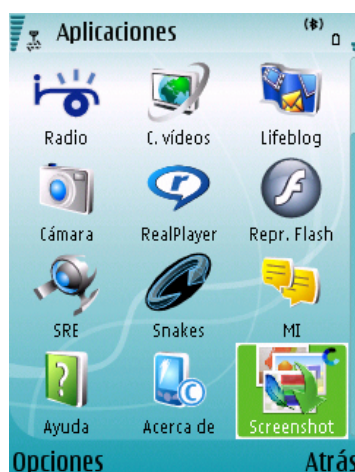 Aplicaciones
Radio
C. vídeos
Lifeblog
Cámara
RealPlayer
Repr. Flash
SRE
Snakes
MI
Ayuda
Acerca de
Screenshot
Opciones
Atrás